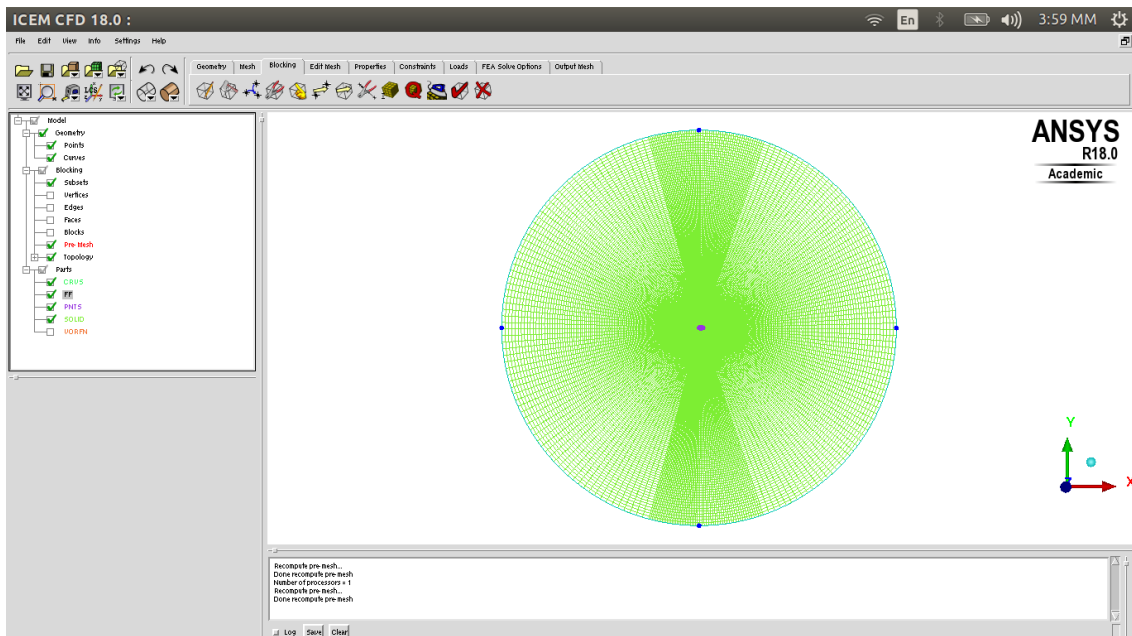 ICEM CFD 18.0 :
En
3:59 MM
File Edit View Info Settings Help
Geometry Mesh Blocking Edit Mesh Properties Constraints Loads FEA Solve Options Output Mesh
LCS
Model
Geometry
Points
Curves
Blocking
Subsets
Vertices
Edges
Faces
Blocks
Pre-Mesh
Topology
Parts
CRVS
FF
PNTS
SOLID
VORFN
ANSYS
R18.0
Academic
Y
X
Z
Recompute pre-mesh...
Done recompute pre-mesh
Number of processors = 1
Recompute pre-mesh...
Done recompute pre-mesh
Log Save Clear